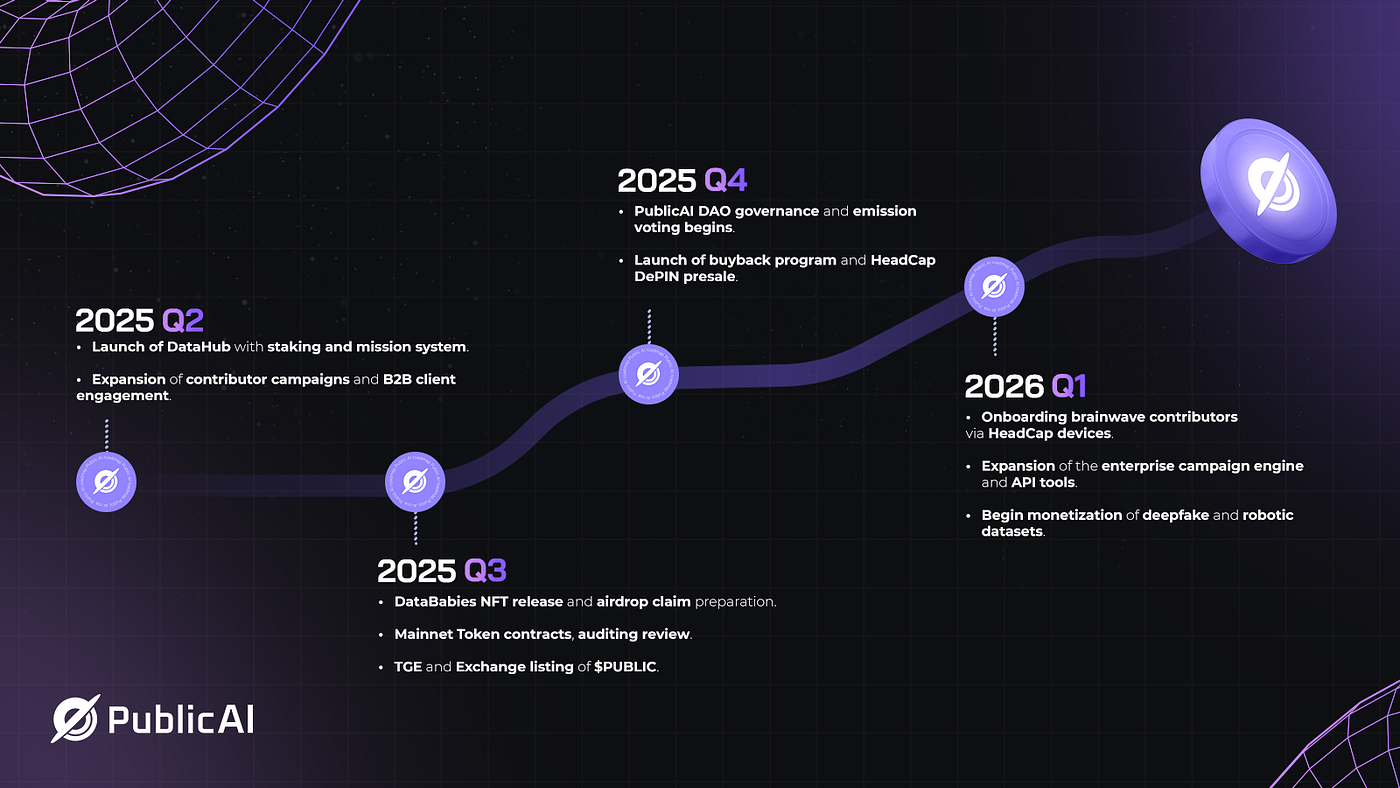 2025 Q2
• Launch of DataHub with staking and mission system.
• Expansion of contributor campaigns and B2B client
engagement.
2025 Q3
• DataBabies NFT release and airdrop claim preparation.
• Mainnet Token contracts, auditing review.
• TGE and Exchange listing of $PUBLIC.
2025 Q4
• PublicAI DAO governance and emission
voting begins.
• Launch of buyback program and HeadCap
DePIN presale.
2026 Q1
• Onboarding brainwave contributors
via HeadCap devices.
• Expansion of the enterprise campaign engine
and API tools.
• Begin monetization of deepfake and robotic
datasets.
PublicAI